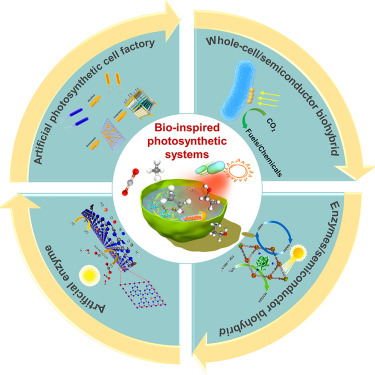 Artificial photosynthetic cell factory
Whole-cell/semiconductor biohybrid
CO₂
Fuels/Chemicals
Bio-inspired
photosynthetic
systems
Artificial enzyme
Enzymes/semiconductor biohybrid